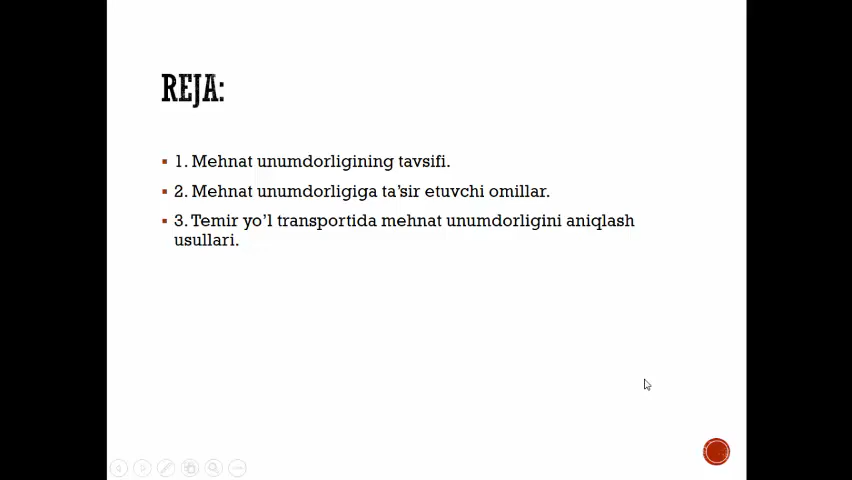 REJA:
1. Mehnat unumdorligining tavsifi.
2. Mehnat unumdorligiga ta’sir etuvchi omillar.
3. Temir yo’l transportida mehnat unumdorligini aniqlash
usullari.